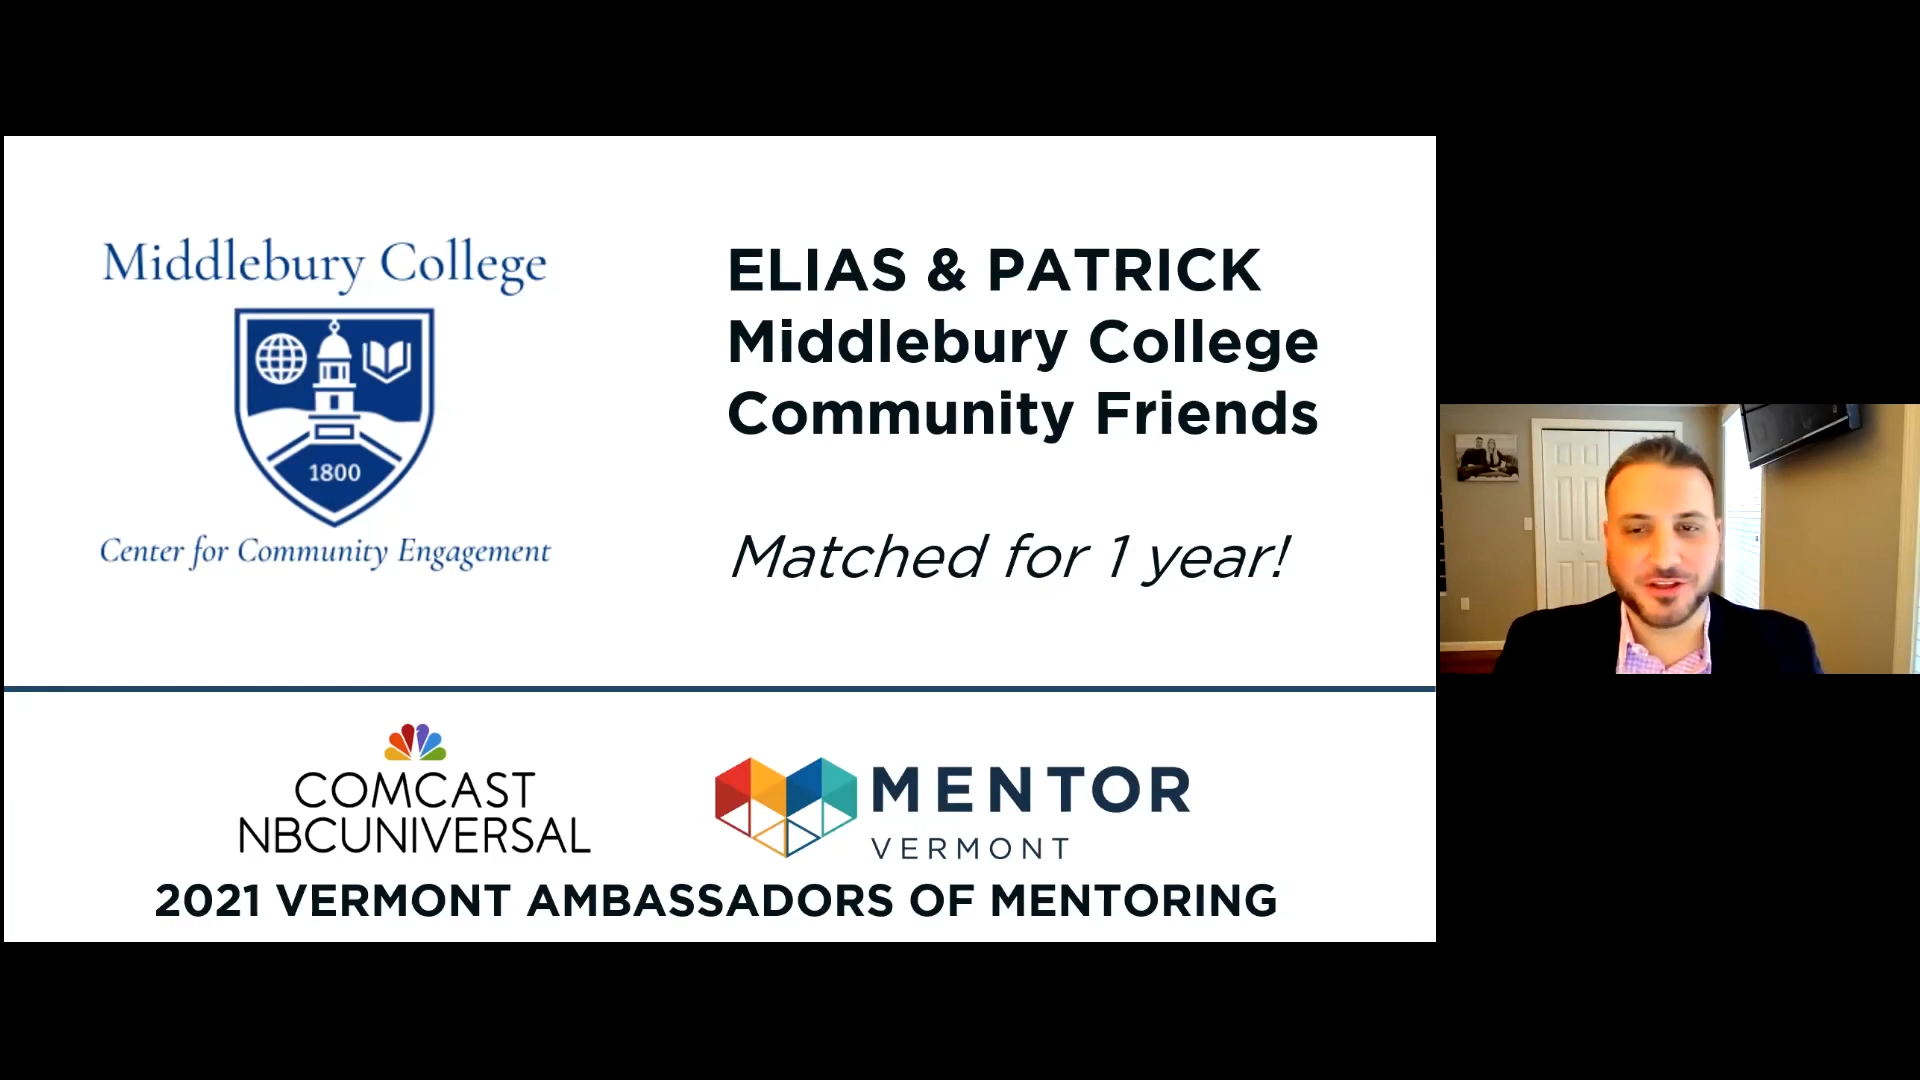 Middlebury College
1800
Center for Community Engagement
ELIAS & PATRICK
Middlebury College
Community Friends
Matched for 1 year!
COMCAST
NBCUNIVERSAL
MENTOR
VERMONT
2021 VERMONT AMBASSADORS OF MENTORING